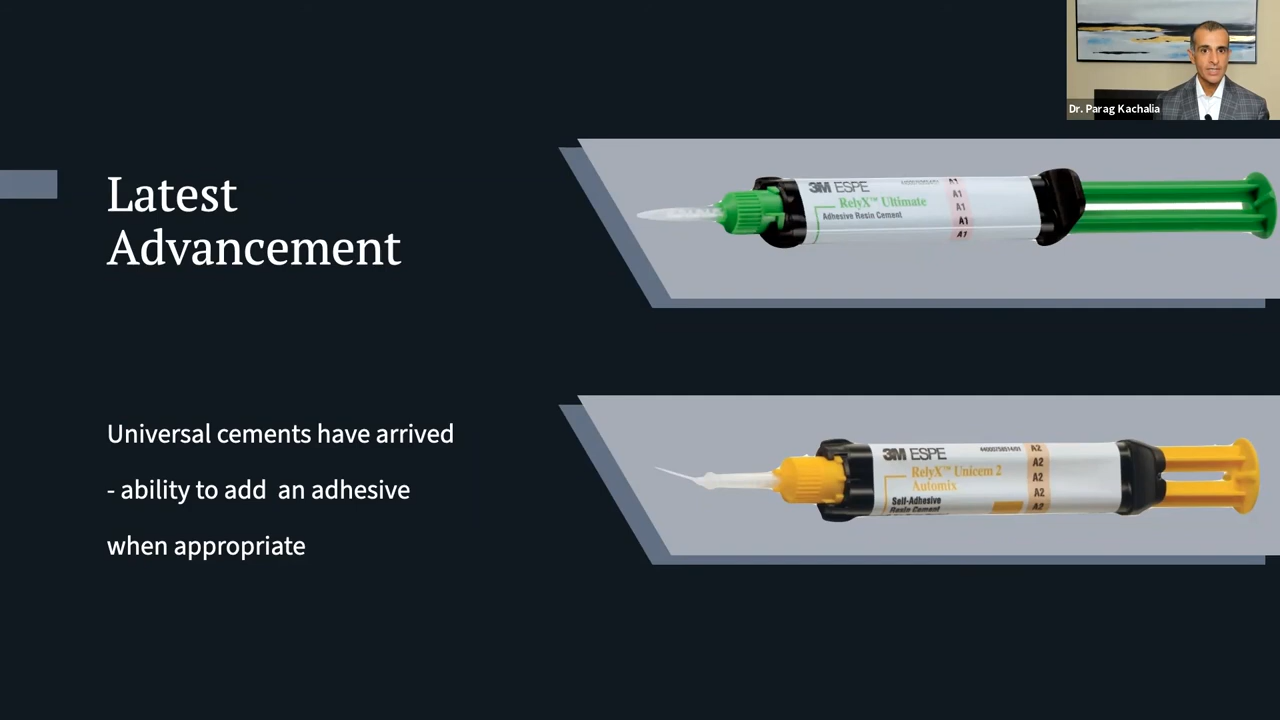 Dr. Parag Kachalia
Latest
Advancement
3M ESPE
RelyX™ Ultimate
Adhesive Resin Cement
A1
A1
A1
A1
A1
Universal cements have arrived
- ability to add an adhesive
when appropriate
3M ESPE
RelyX™ Unicem 2
Automix
Self-Adhesive
Resin Cement
A2
A2
A2
A2
A2